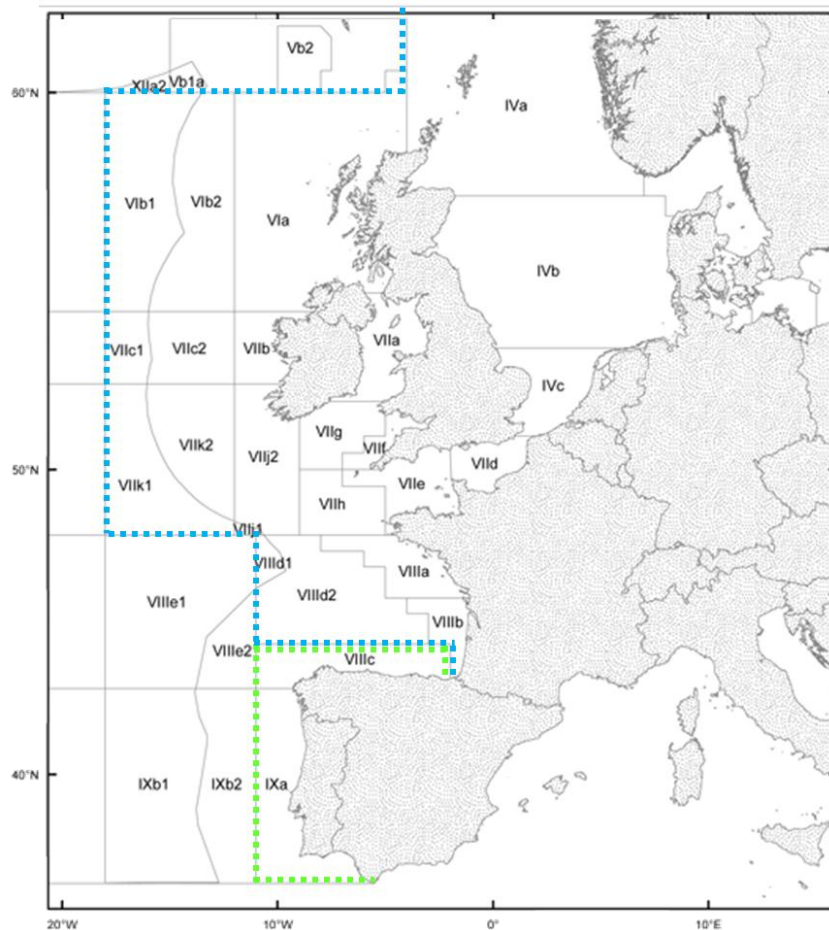 Vb2
XIIa2 Vb1a
60°N
IVa
VIb1 VIb2 VIa
IVb
VIIc1 VIIc2 VIIb VIIa
IVc
VIIg
VIIk2 VIIj2 VIIf VIId
50°N
VIIk1 VIIh VIIe
VIIj1
VIIId1 VIIIa
VIIIe1 VIIId2
VIIIb
VIIIe2 VIIIc
40°N
IXb1 IXb2 IXa
20°W 10°W 0° 10°E